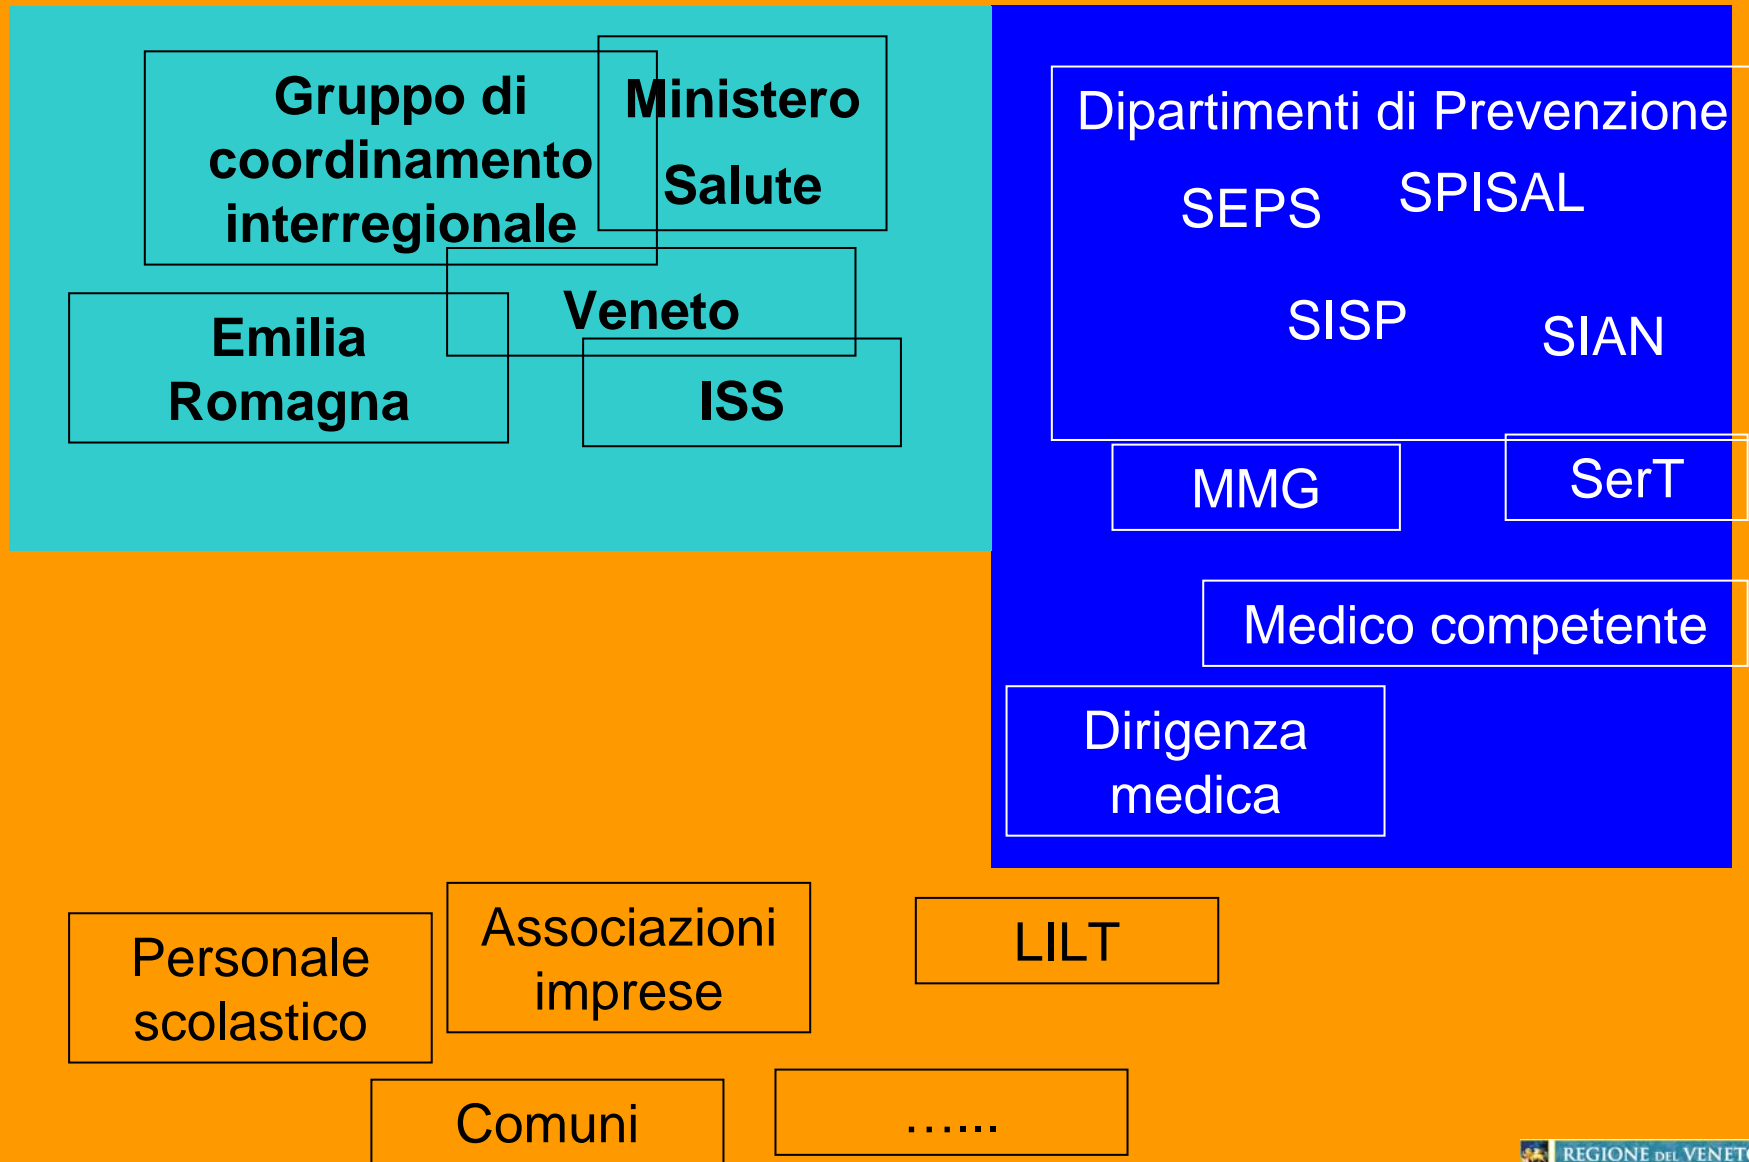 Gruppo di
coordinamento
interregionale
Ministero
Salute
Veneto
Emilia
Romagna
ISS
Dipartimenti di Prevenzione
SEPS
SPISAL
SISP
SIAN
MMG
SerT
Medico competente
Dirigenza
medica
Personale
scolastico
Associazioni
imprese
LILT
Comuni
…...
REGIONE DEL VENETO